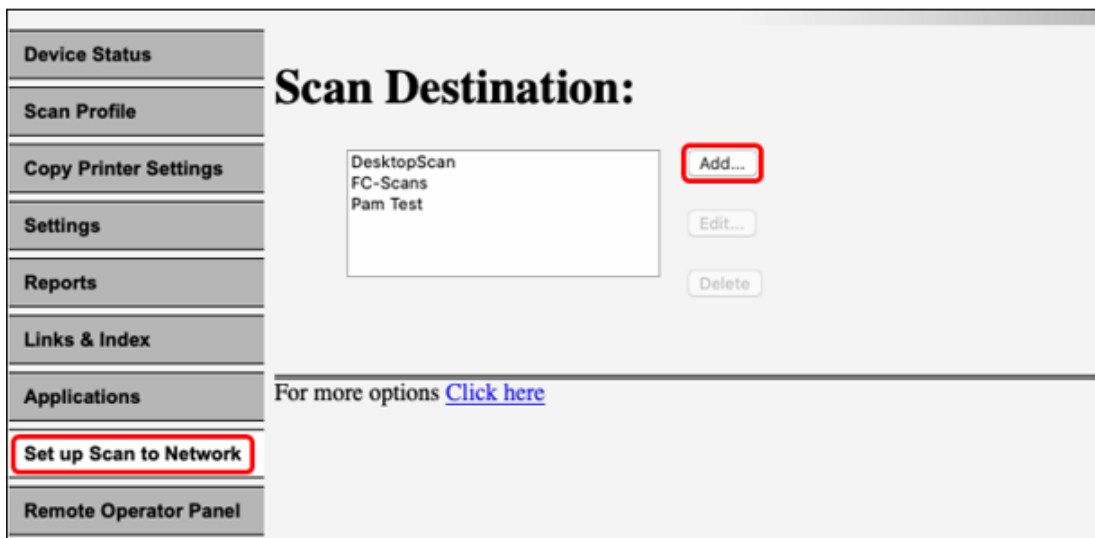 Device Status
Scan Profile
Copy Printer Settings
Settings
Reports
Links & Index
Applications
Set up Scan to Network
Remote Operator Panel
Scan Destination:
DesktopScan
FC-Scans
Pam Test
Add...
Edit...
Delete
For more options Click here